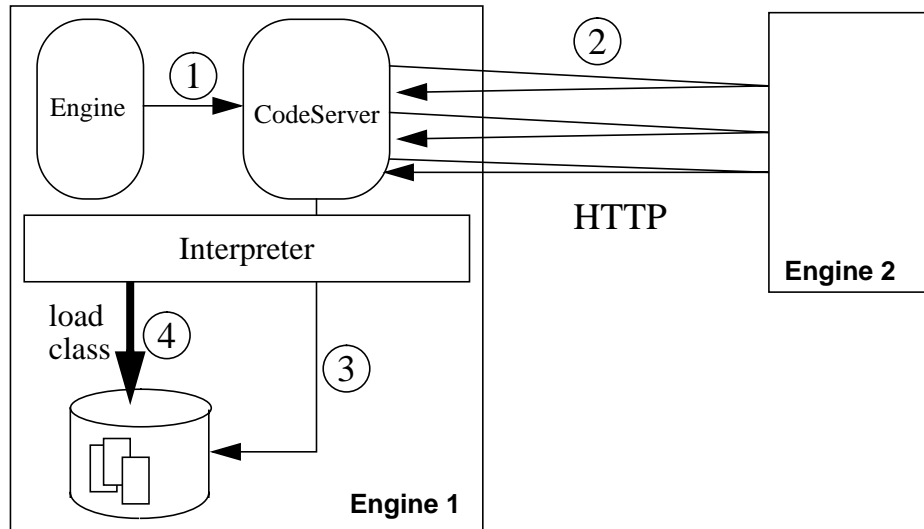 2
1
Engine
CodeServer
HTTP
Interpreter
Engine 2
load
class
4
3
Engine 1